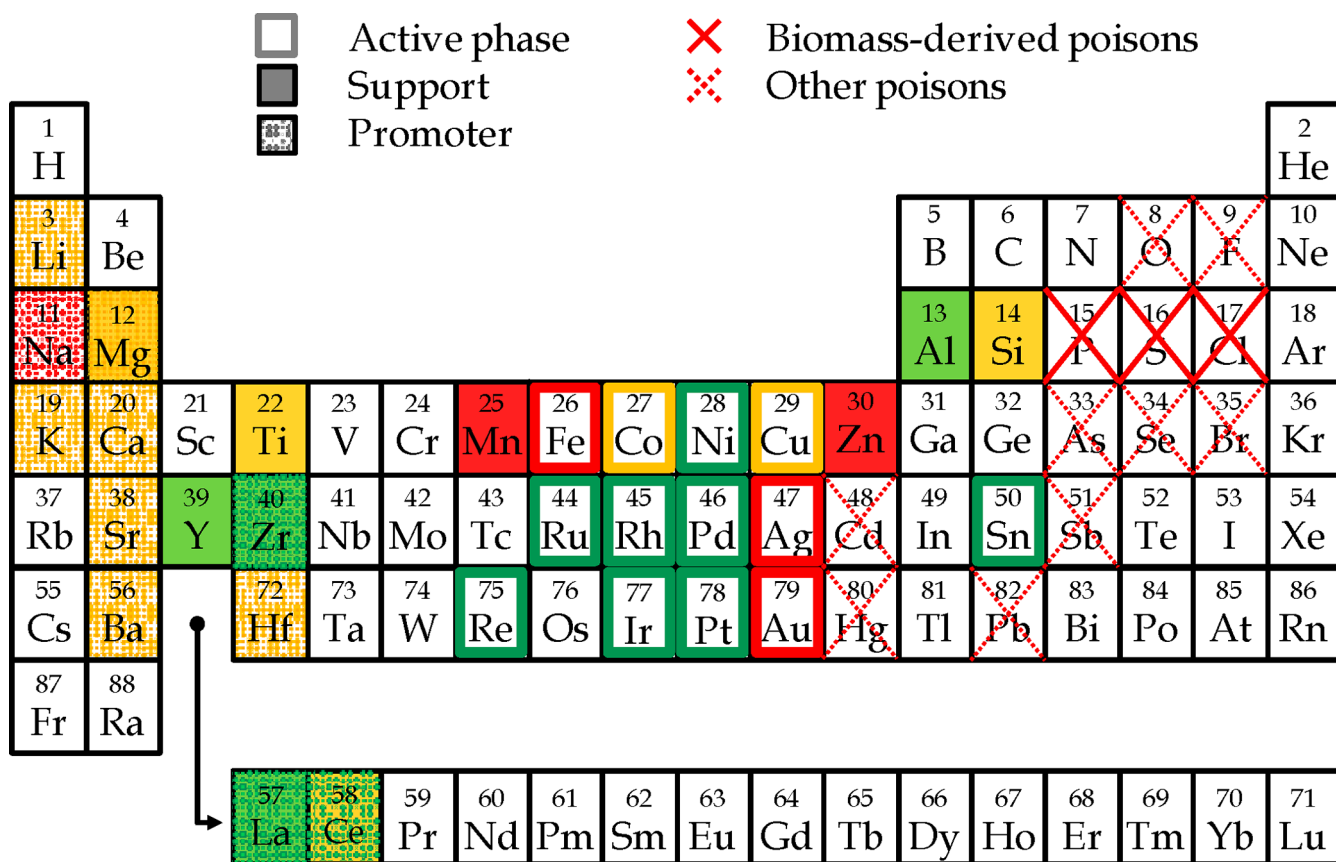 Active phase
Biomass-derived poisons
Support
Other poisons
Promoter
1 2
H He
3 4 5 6 7 8 9 10
Li Be B C N O F Ne
11 12 13 14 15 16 17 18
Na Mg Al Si P S Cl Ar
19 20 21 22 23 24 25 26 27 28 29 30 31 32 33 34 35 36
K Ca Sc Ti V Cr Mn Fe Co Ni Cu Zn Ga Ge As Se Br Kr
37 38 39 40 41 42 43 44 45 46 47 48 49 50 51 52 53 54
Rb Sr Y Zr Nb Mo Tc Ru Rh Pd Ag Cd In Sn Sb Te I Xe
55 56 72 73 74 75 76 77 78 79 80 81 82 83 84 85 86
Cs Ba Hf Ta W Re Os Ir Pt Au Hg Tl Pb Bi Po At Rn
87 88
Fr Ra
57 58 59 60 61 62 63 64 65 66 67 68 69 70 71
La Ce Pr Nd Pm Sm Eu Gd Tb Dy Ho Er Tm Yb Lu